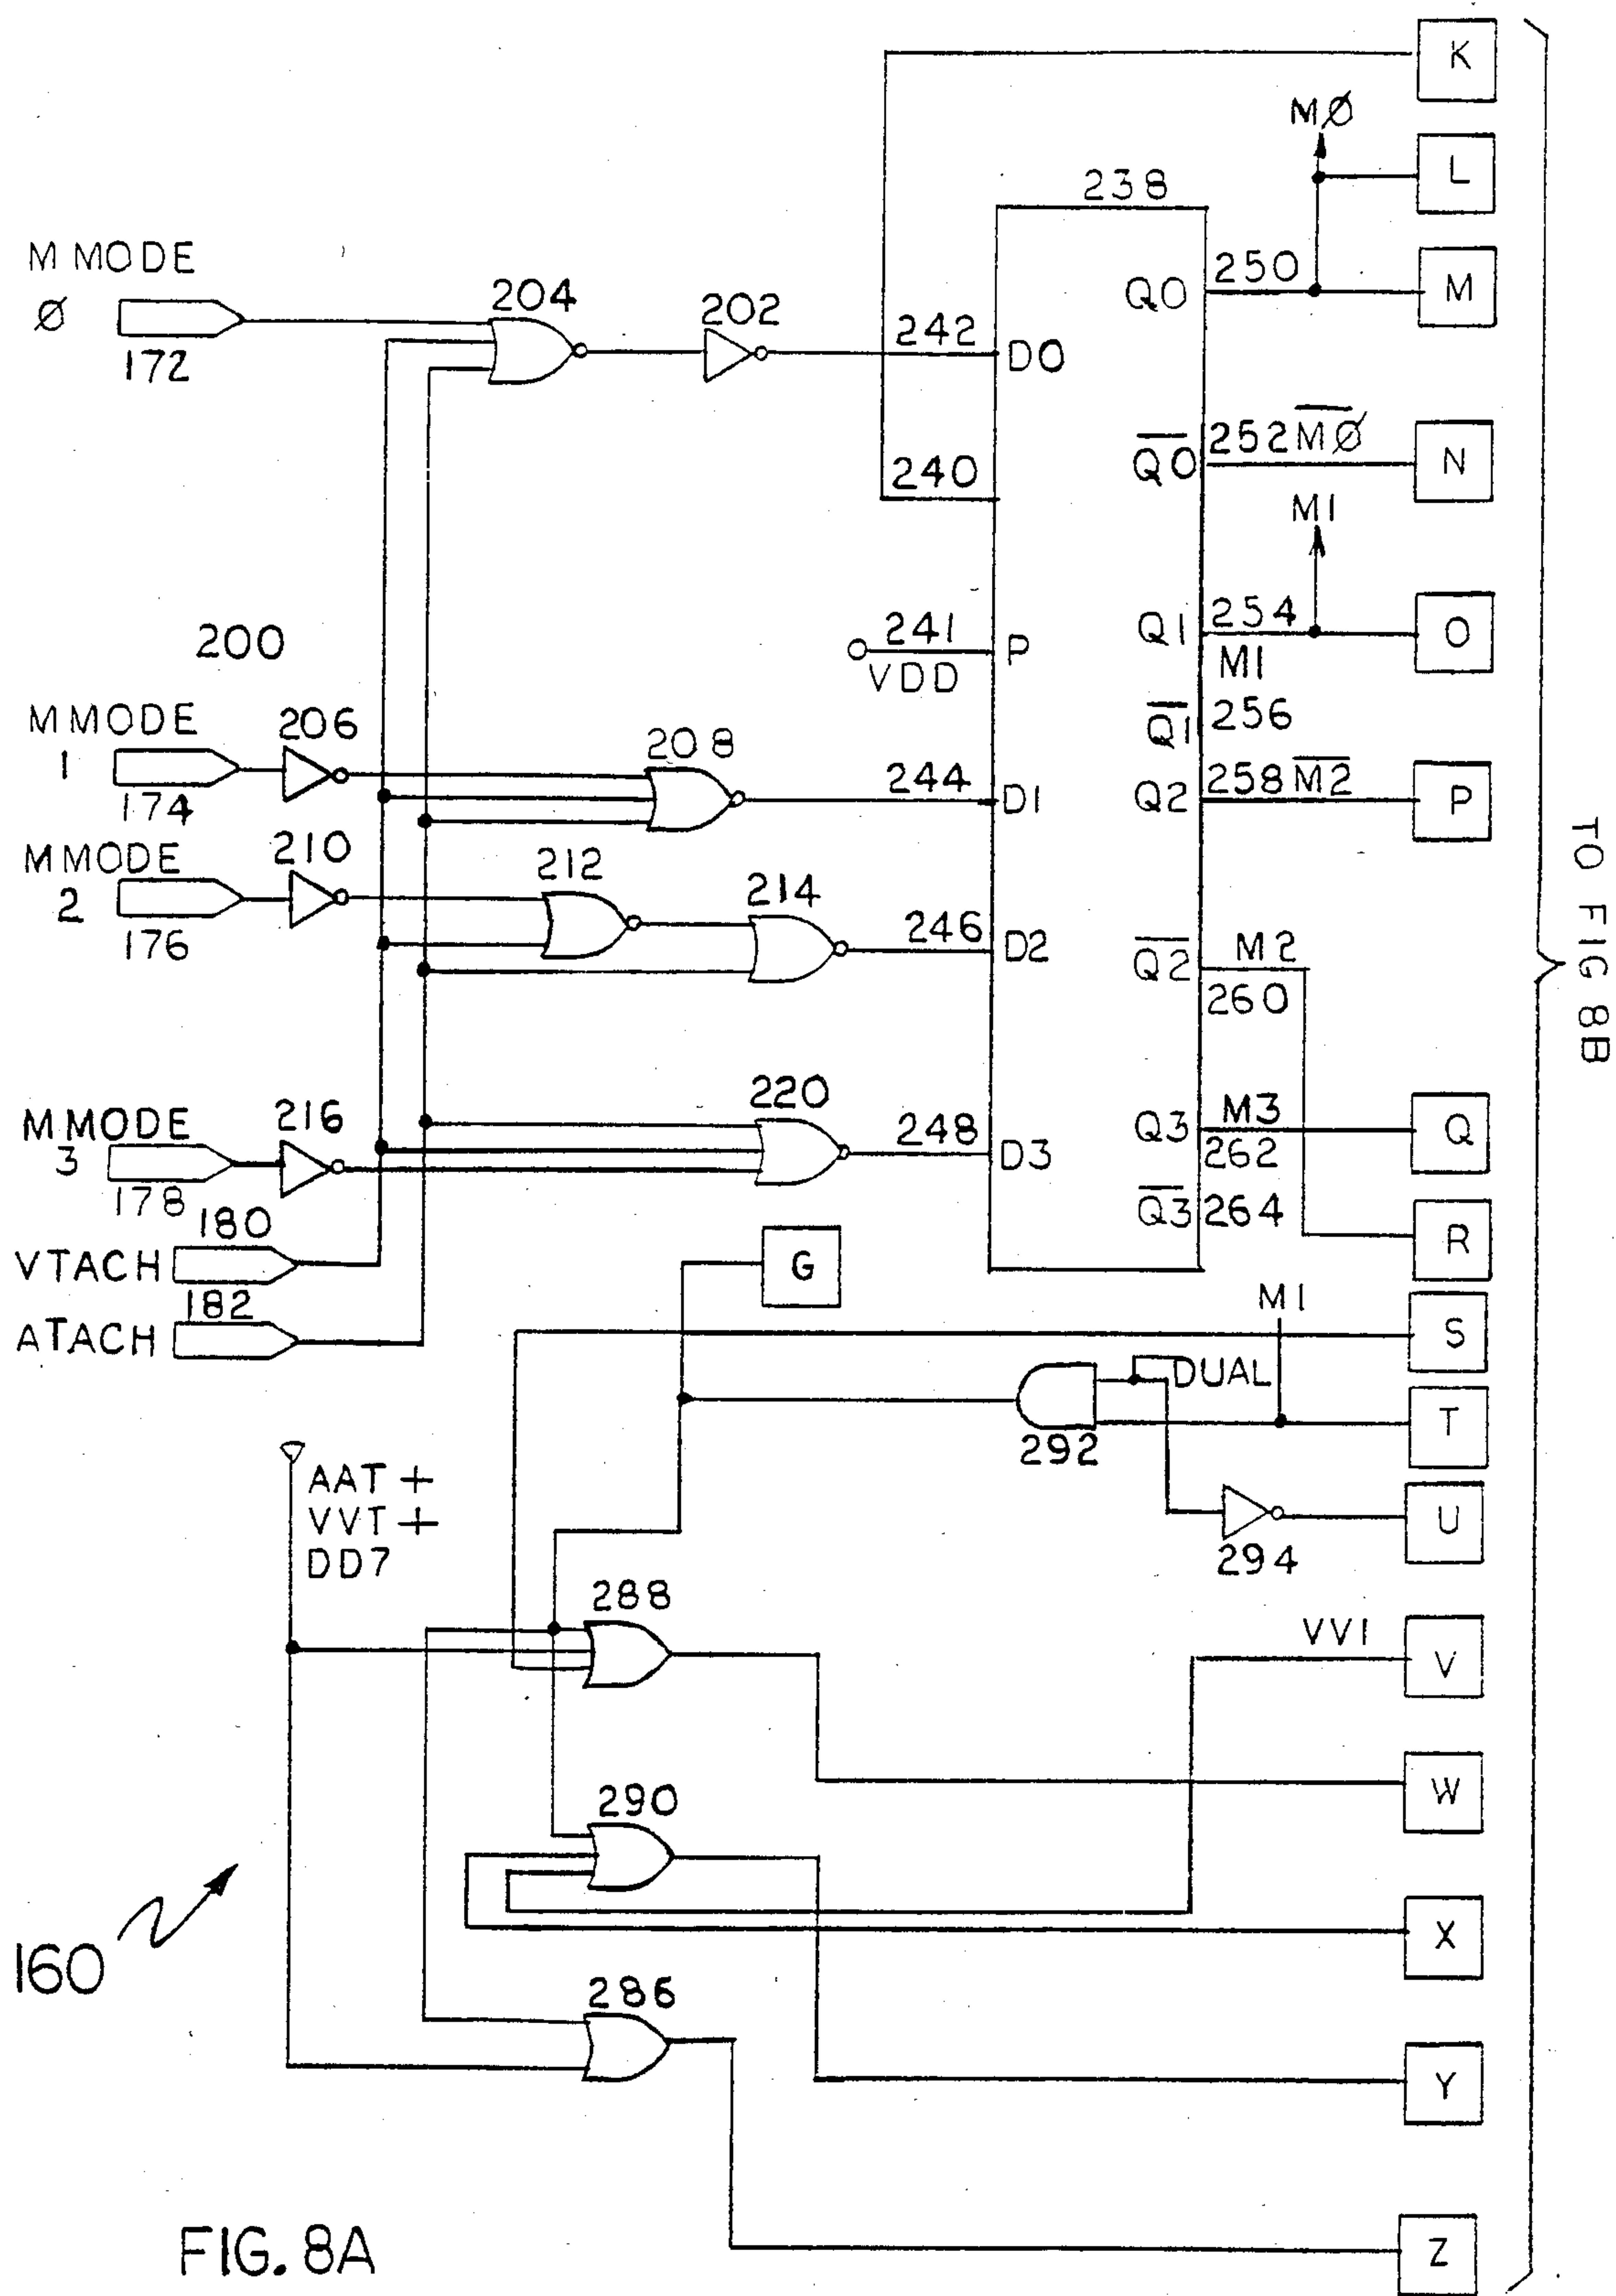 K
MØ
L
238
M MODE
Ø
172
204
202
242
D0
Q0
250
M
240
Q0
252 MØ
N
M1
200
241
VDD
P
Q1
254
M1
O
M MODE
1
174
206
208
244
D1
Q1
256
Q2
258 M2
P
M MODE
2
176
210
212
214
246
D2
Q2
M2
260
TO FIG 8B
M MODE
3
178
216
220
248
D3
Q3
M3
262
Q
Q3
264
R
180
VTACH
182
ATACH
G
M1
S
DUAL
292
T
AAT +
VVT +
DD7
294
U
288
VVI
V
W
290
X
160
286
Y
Z
FIG. 8A